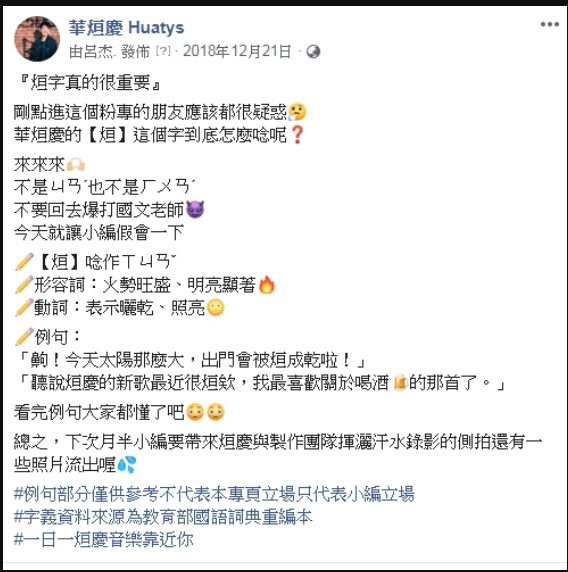 華烜慶 Huatys
由呂杰. 發佈 [?]· 2018年12月21日 ·
『烜字真的很重要』
剛點進這個粉專的朋友應該都很疑惑🤔
華烜慶的【烜】這個字到底怎麼唸呢❓
來來來🙌🏻
不是ㄩㄢˊ也不是ㄏㄨㄢˊ
不要回去爆打國文老師😈
今天就讓小編假會一下
✏️【烜】唸作ㄒㄩㄢˇ
✏️形容詞：火勢旺盛、明亮顯著🔥
✏️動詞：表示曬乾、照亮🌝
✏️例句：
「齁！今天太陽那麼大，出門會被烜成乾啦！」
「聽說烜慶的新歌最近很烜欸，我最喜歡關於喝酒🍺的那首了。」
看完例句大家都懂了吧😳😳
總之，下次月半小編要帶來烜慶與製作團隊揮灑汗水錄影的側拍還有一
些照片流出喔💦
#例句部分僅供參考不代表本專頁立場只代表小編立場
#字義資料來源為教育部國語詞典重編本
#一日一烜慶音樂靠近你